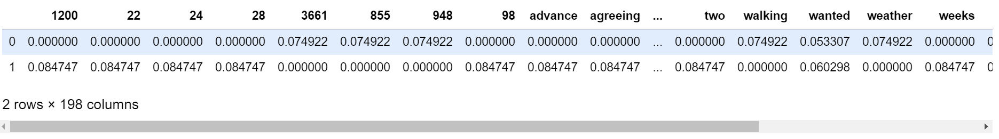 1200 22 24 28 3661 855 948 98 advance agreeing ... two walking wanted weather weeks
0 0.000000 0.000000 0.000000 0.000000 0.074922 0.074922 0.074922 0.000000 0.000000 0.000000 ... 0.000000 0.074922 0.053307 0.074922 0.000000 0
1 0.084747 0.084747 0.084747 0.084747 0.000000 0.000000 0.000000 0.084747 0.084747 0.084747 ... 0.084747 0.000000 0.060298 0.000000 0.084747 0
2 rows × 198 columns